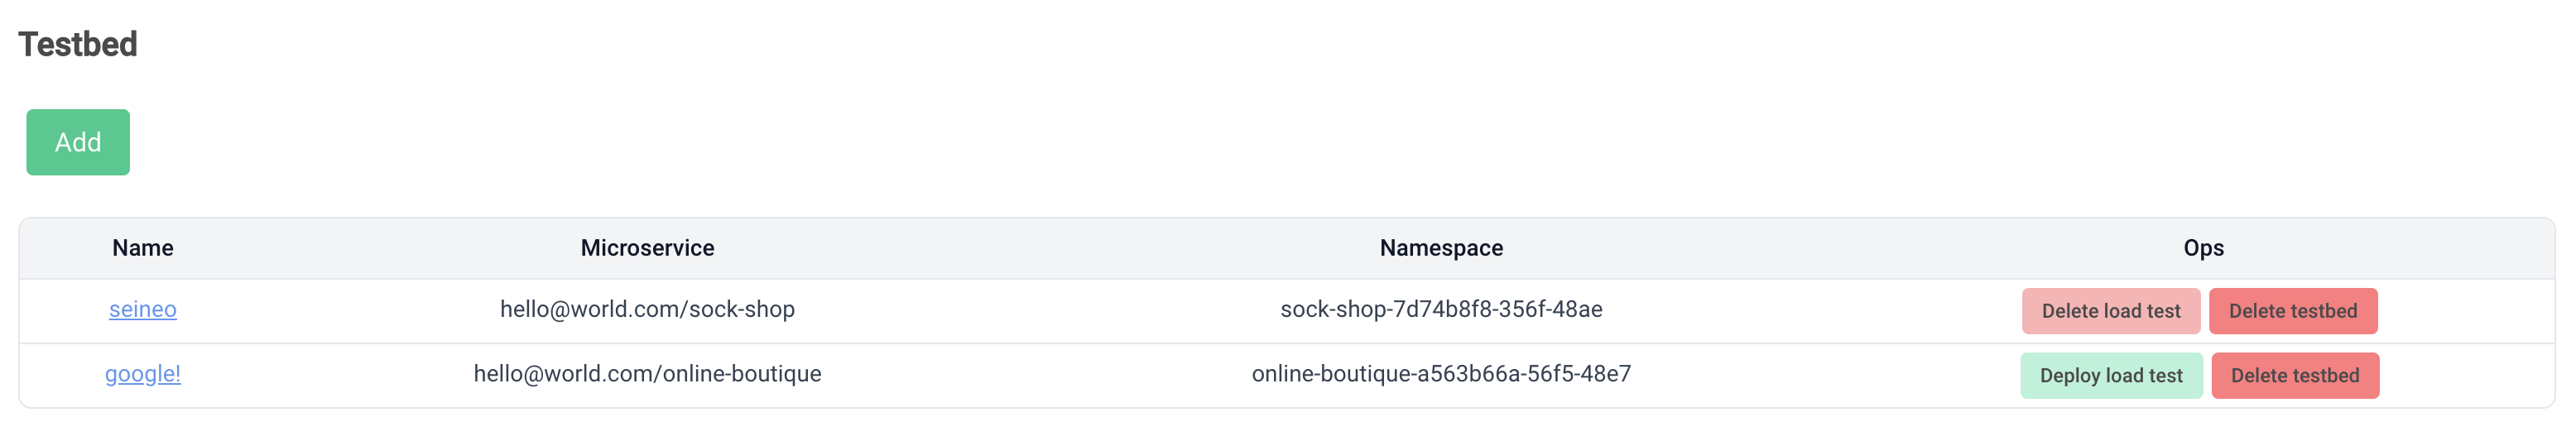 Testbed
Add
Name Microservice Namespace Ops
seineo hello@world.com/sock-shop sock-shop-7d74b8f8-356f-48ae Delete load test Delete testbed
google! hello@world.com/online-boutique online-boutique-a563b66a-56f5-48e7 Deploy load test Delete testbed